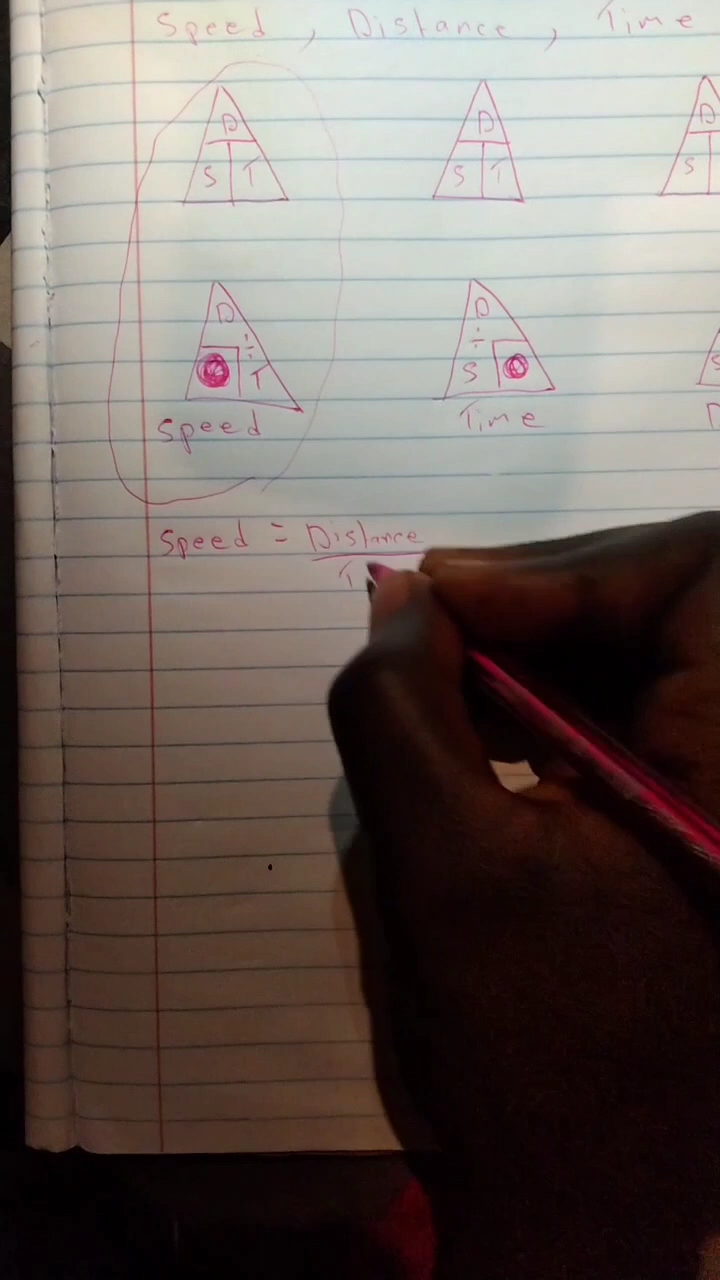 Speed, Distance, Time
D D D
S T S T S
D D
÷ ÷
T S S
Speed Time D
Speed = Distance
T